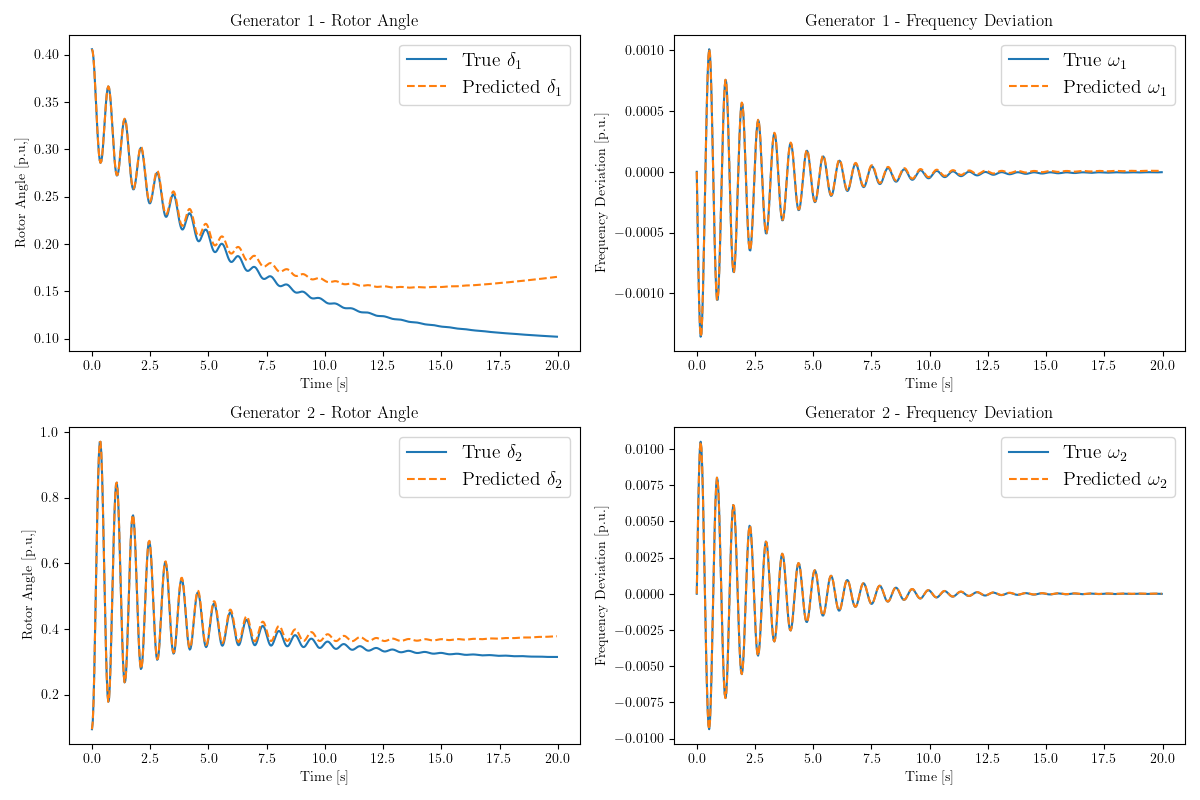 Generator 1 - Rotor Angle
Rotor Angle [p.u,]
0.40
0.35
0.30
0.25
0.20
0.15
0.10
True δ₁
Predicted δ₁
0.0 2.5 5.0 7.5 10.0 12.5 15.0 17.5 20.0
Time [s]
Generator 1 - Frequency Deviation
Frequency Deviation [p.u.]
0.0010
0.0005
0.0000
−0.0005
−0.0010
True ω₁
Predicted ω₁
0.0 2.5 5.0 7.5 10.0 12.5 15.0 17.5 20.0
Time [s]
Generator 2 - Rotor Angle
Rotor Angle [p.u,]
1.0
0.8
0.6
0.4
0.2
True δ₂
Predicted δ₂
0.0 2.5 5.0 7.5 10.0 12.5 15.0 17.5 20.0
Time [s]
Generator 2 - Frequency Deviation
Frequency Deviation [p.u.]
0.0100
0.0075
0.0050
0.0025
0.0000
−0.0025
−0.0050
−0.0075
−0.0100
True ω₂
Predicted ω₂
0.0 2.5 5.0 7.5 10.0 12.5 15.0 17.5 20.0
Time [s]